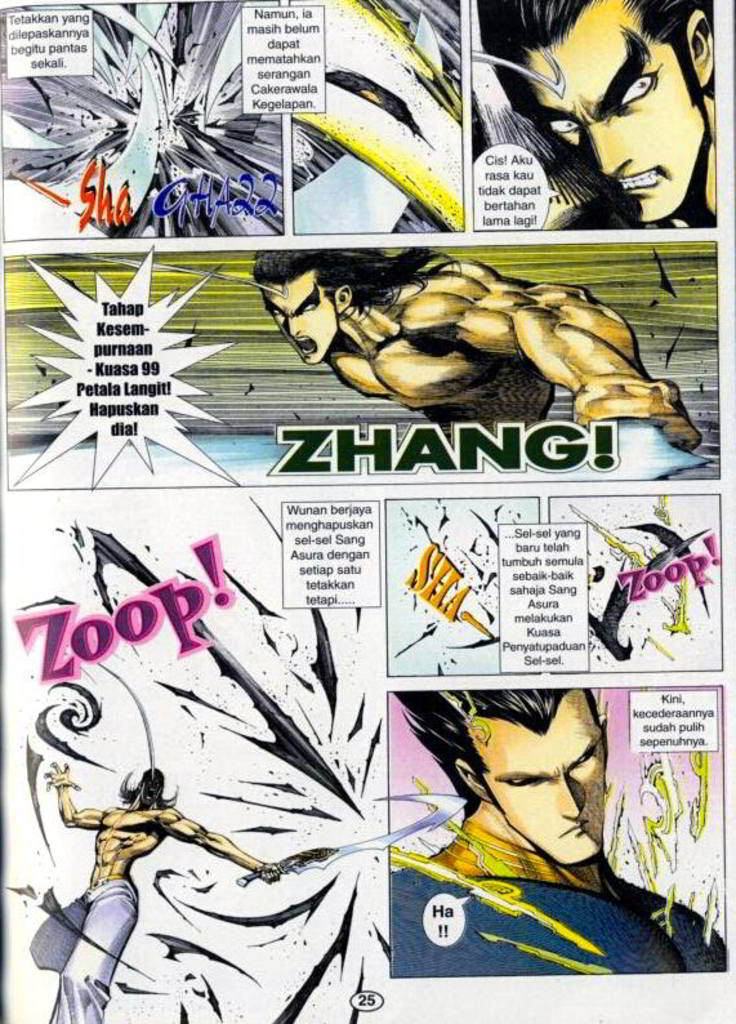 Tetakkan yang
dilepaskannya
begitu pantas
sekali.
Namun, ia
masih belum
dapat
mematahkan
serangan
Cakerawala
Kegelapan.
Sha
Cis! Aku
rasa kau
tidak dapat
bertahan
lama lagi!
Tahap
Kesem-
purnaan
- Kuasa 99
Petala Langit!
Hapuskan
dia!
ZHANG!
Zoop!
Wunan berjaya
menghapuskan
sel-sel Sang
Asura dengan
setiap satu
tetakkan
tetapi.....
SHA-
...Sel-sel yang
baru telah
tumbuh semula
sebaik-baik
sahaja Sang
Asura
melakukan
Kuasa
Penyatupaduan
Sel-sel.
Zoop!
Kini,
kecederaannya
sudah pulih
sepenuhnya.
Ha
!!
25